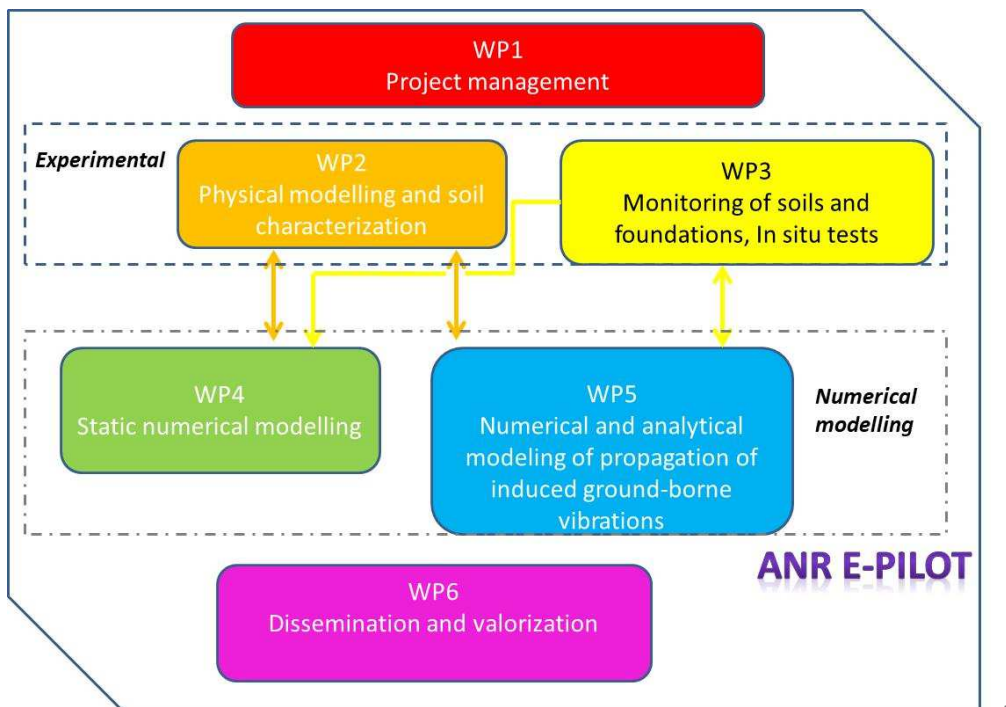 WP1
Project management
Experimental
WP2
Physical modelling and soil
characterization
WP3
Monitoring of soils and
foundations, In situ tests
WP4
Static numerical modelling
WP5
Numerical and analytical
modeling of propagation of
induced ground-borne
vibrations
Numerical
modelling
ANR E-PILOT
WP6
Dissemination and valorization